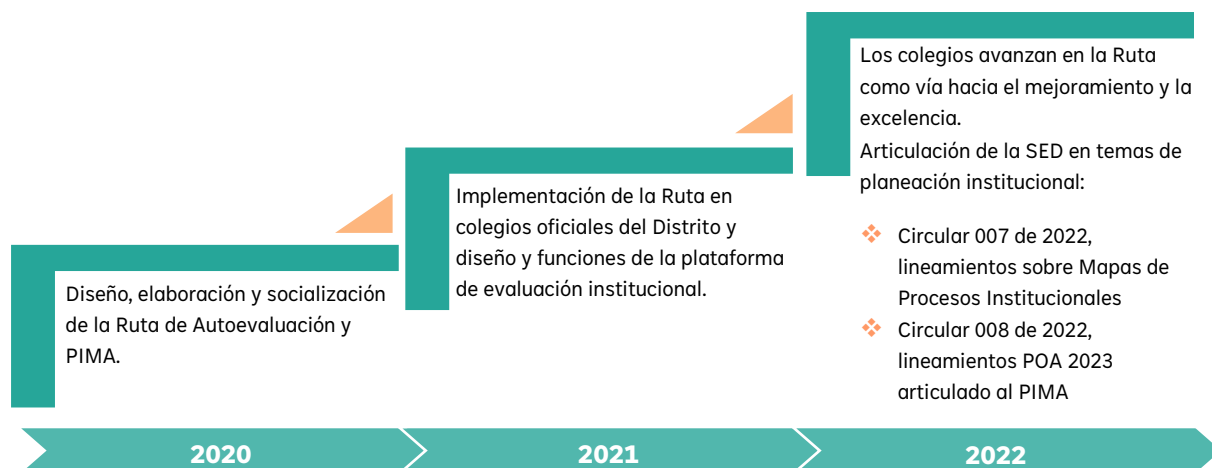 Diseño, elaboración y socialización
de la Ruta de Autoevaluación y
PIMA.
Implementación de la Ruta en
colegios oficiales del Distrito y
diseño y funciones de la plataforma
de evaluación institucional.
Los colegios avanzan en la Ruta
como vía hacia el mejoramiento y la
excelencia.
Articulación de la SED en temas de
planeación institucional:
Circular 007 de 2022,
lineamientos sobre Mapas de
Procesos Institucionales
Circular 008 de 2022,
lineamientos POA 2023
articulado al PIMA
2020
2021
2022